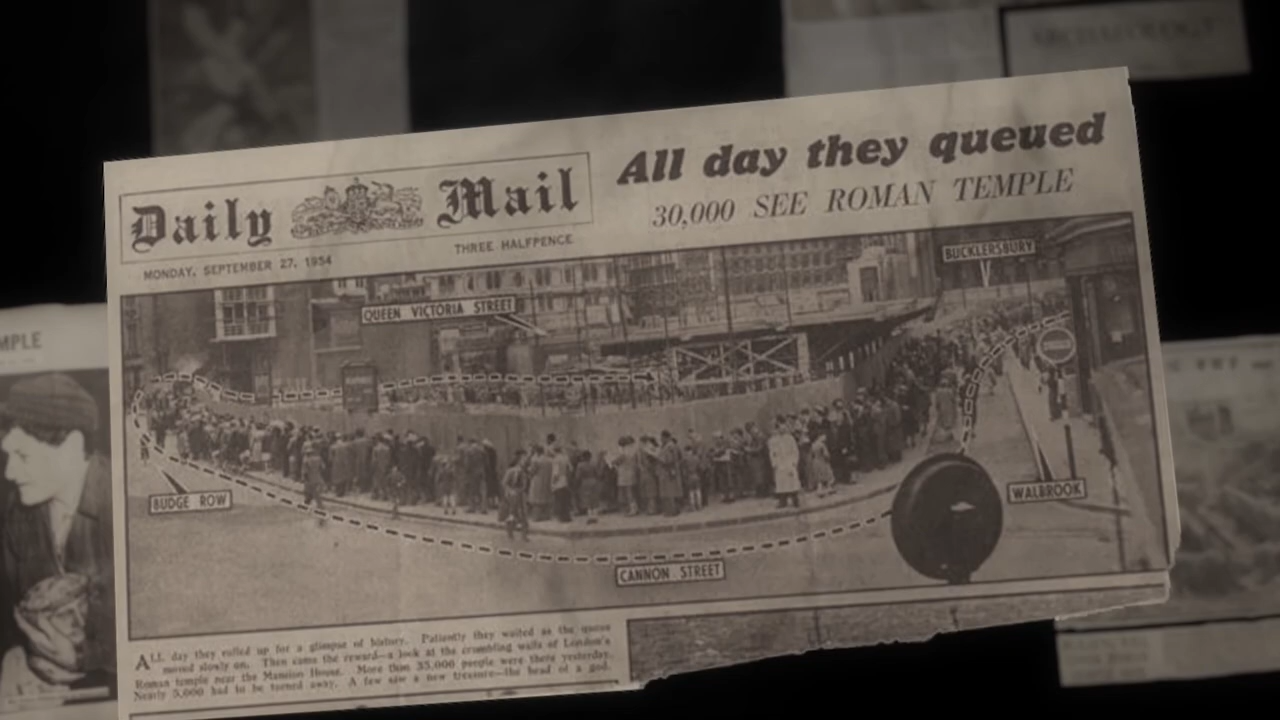 ARCHAEOLOGY
All day they queued
Daily Mail
30,000 SEE ROMAN TEMPLE
THREE HALFPENCE
MONDAY, SEPTEMBER 27, 1954
BUCKLERSBURY
QUEEN VICTORIA STREET
MPLE
BUDGE ROW
WALBROOK
CANNON STREET
ALL day they rolled up for a glimpse of history. Patiently they waited as the queue
moved slowly on. Then came the reward—a look at the crumbling walls of London's
Roman temple near the Mansion House. More than 35,000 people were there yesterday.
Nearly 5,000 had to be turned away. A few saw a new treasure—the head of a god.